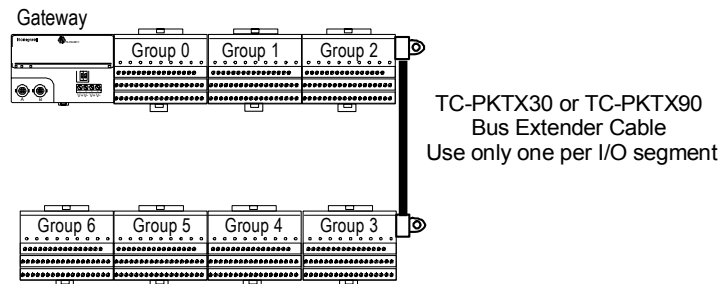 Gateway
Honeywell
Group 0
Group 1
Group 2
A
B
V+V- V+V-
TC-PKTX30 or TC-PKTX90
Bus Extender Cable
Use only one per I/O segment
Group 6
Group 5
Group 4
Group 3